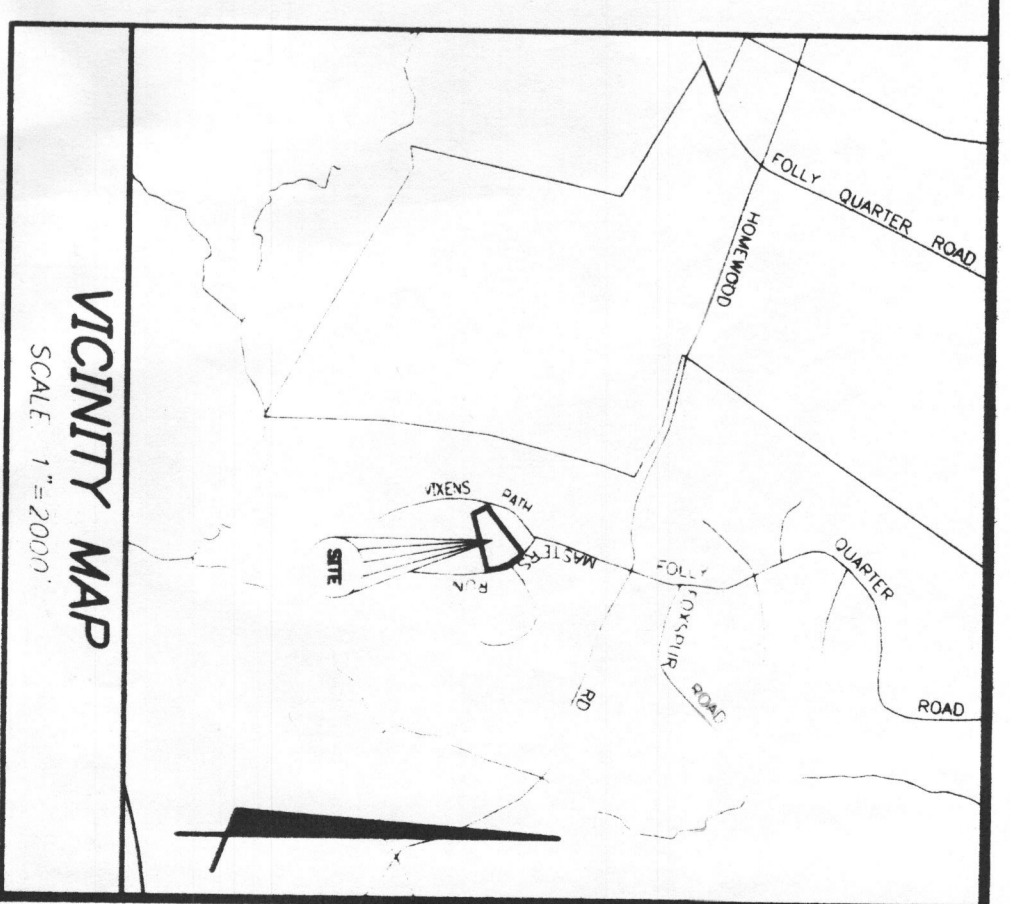 FOLLY QUARTER ROAD
HOMEWOOD
RD
QUARTER
ROAD
FOLLY
FOXSPUR
ROAD
MASTERS
RUN
VIXENS PATH
SITE
VICINITY MAP
SCALE 1"=2000'